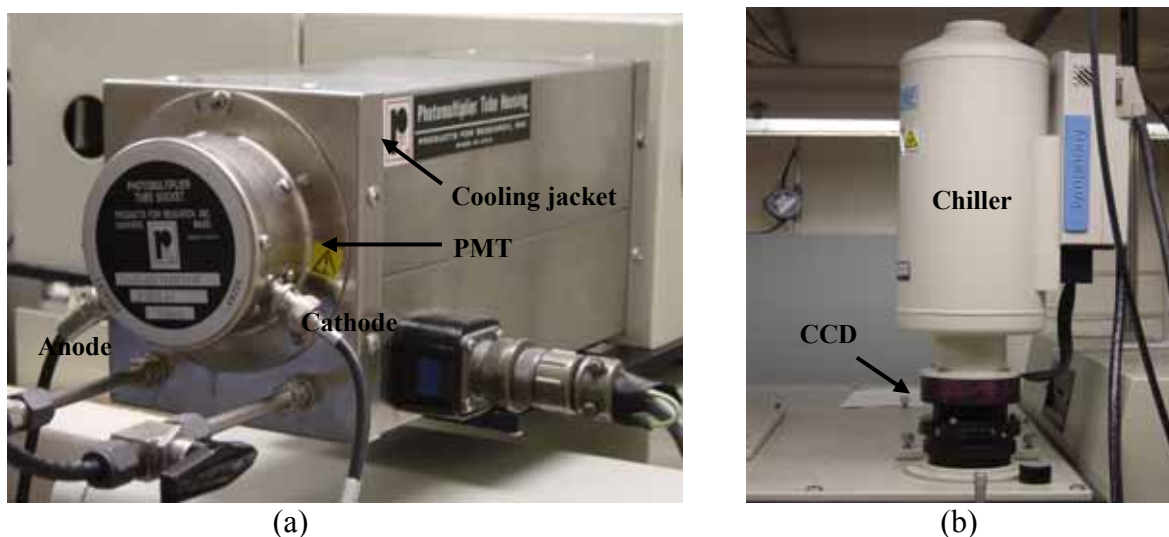 Photomultiplier Tube Housing
PRODUCTS FOR RESEARCH, INC.
Cooling jacket
PMT
PHOTOMULTIPLIER
TUBE SOCKET
PRODUCTS FOR RESEARCH, INC.
Cathode
Anode
Chiller
CCD
(a)
(b)